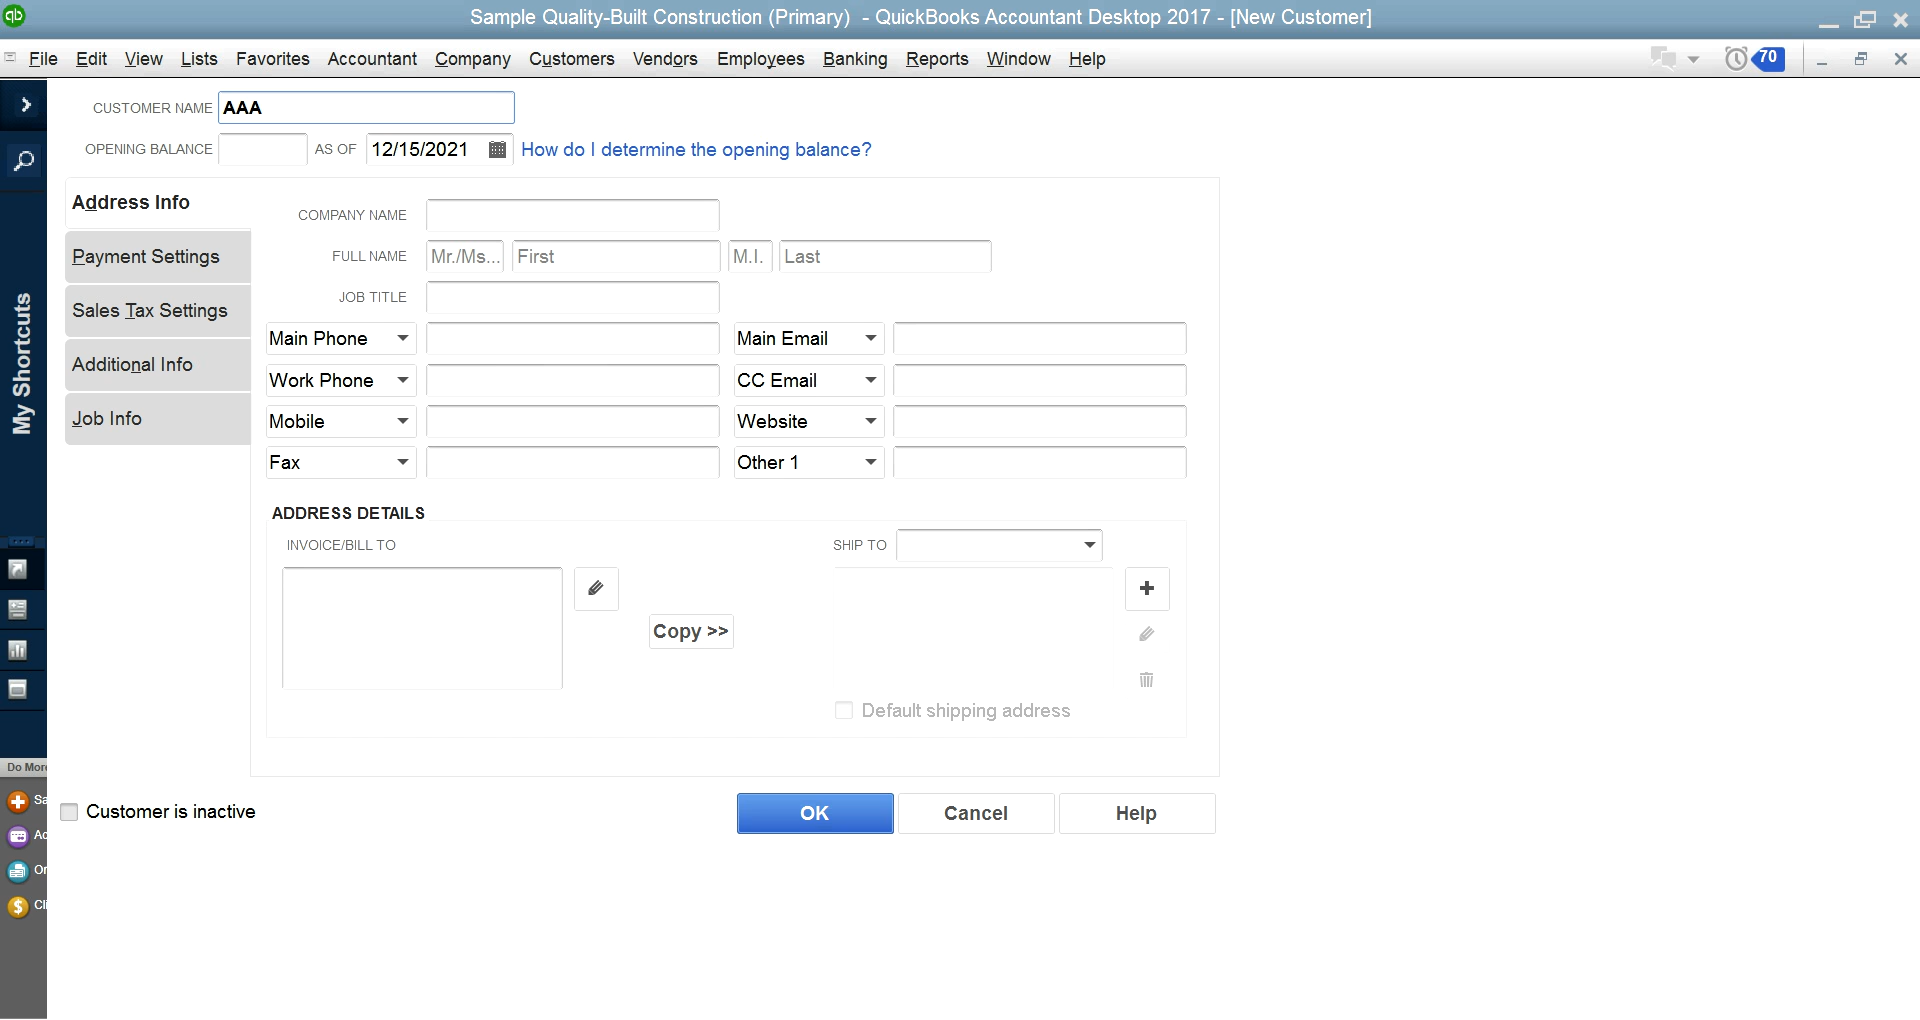 qb
Sample Quality-Built Construction (Primary) - QuickBooks Accountant Desktop 2017 - [New Customer]
File Edit View Lists Favorites Accountant Company Customers Vendors Employees Banking Reports Window Help
70
CUSTOMER NAME AAA
OPENING BALANCE AS OF 12/15/2021 How do I determine the opening balance?
My Shortcuts
Address Info
Payment Settings
Sales Tax Settings
Additional Info
Job Info
COMPANY NAME
FULL NAME Mr./Ms... First M.I. Last
JOB TITLE
Main Phone Main Email
Work Phone CC Email
Mobile Website
Fax Other 1
ADDRESS DETAILS
INVOICE/BILL TO SHIP TO
Copy >>
Default shipping address
Do More
Sa
Ac
Or
Cli
$
Customer is inactive
OK Cancel Help